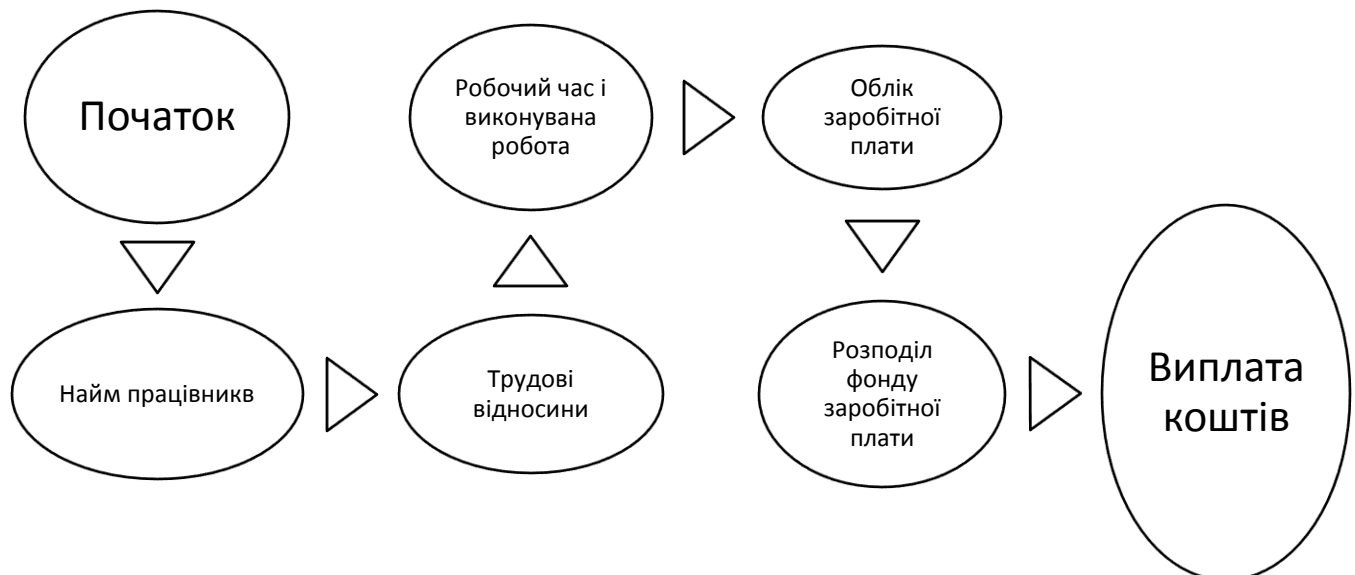 Початок
Найм працівникв
Трудові
відносини
Робочий час і
виконувана
робота
Облік
заробітної
плати
Розподіл
фонду
заробітної
плати
Виплата
коштів